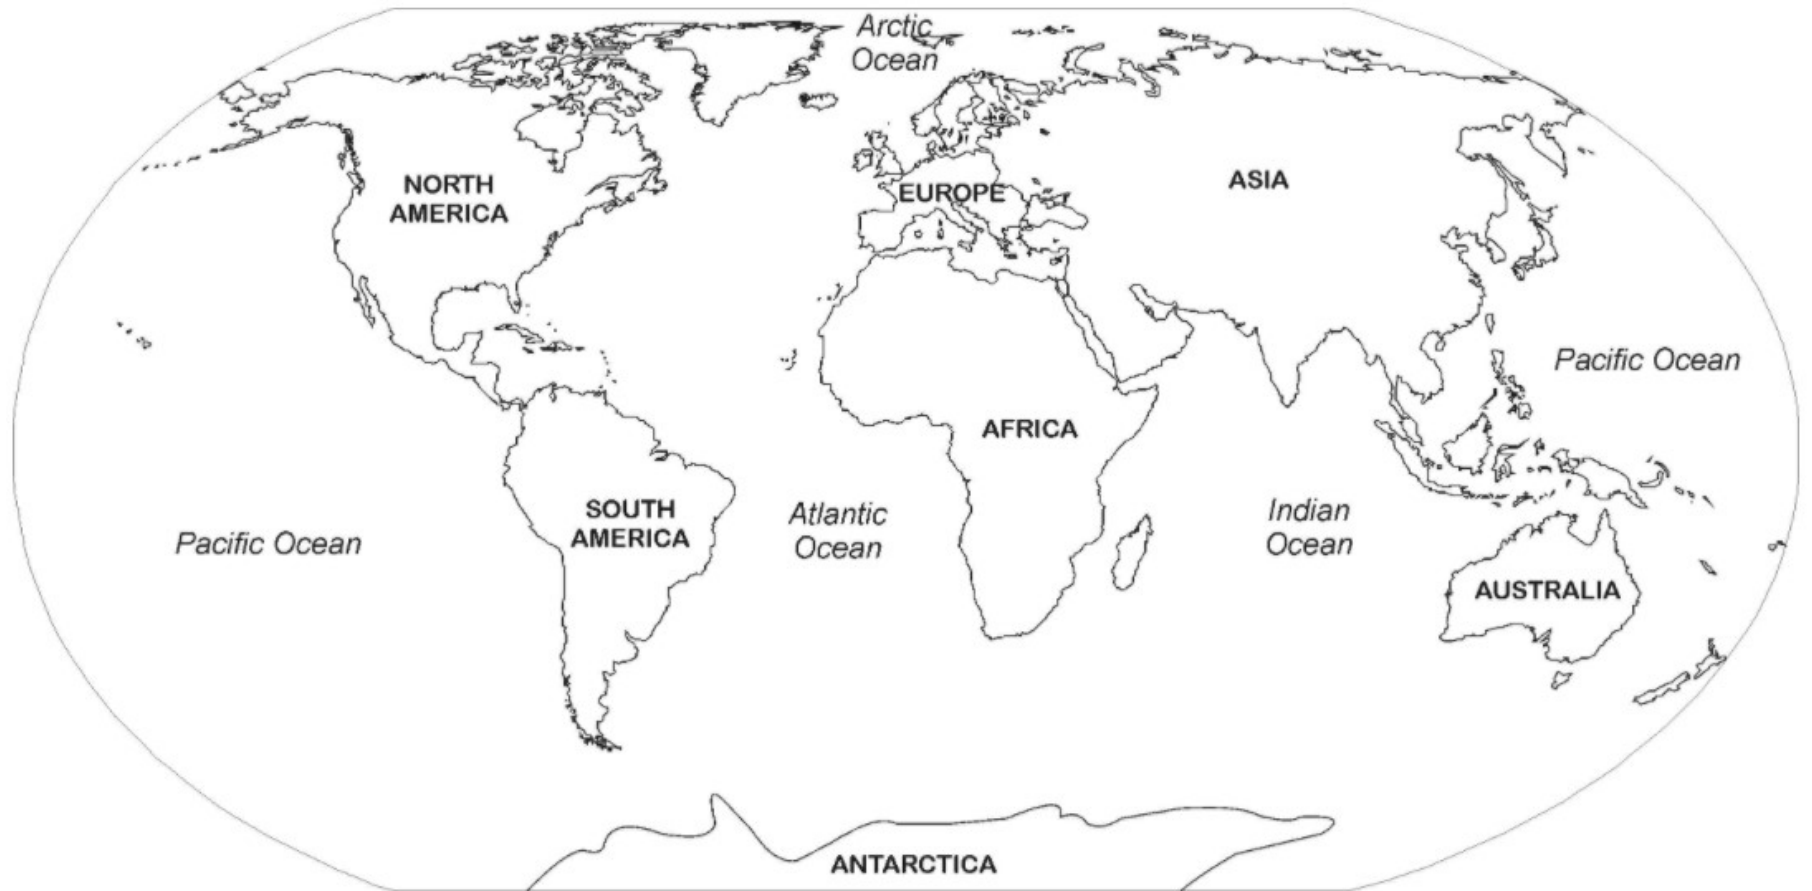 Arctic
Ocean
NORTH
AMERICA
EUROPE
ASIA
Pacific Ocean
AFRICA
SOUTH
AMERICA
Atlantic
Ocean
Indian
Ocean
Pacific Ocean
AUSTRALIA
ANTARCTICA